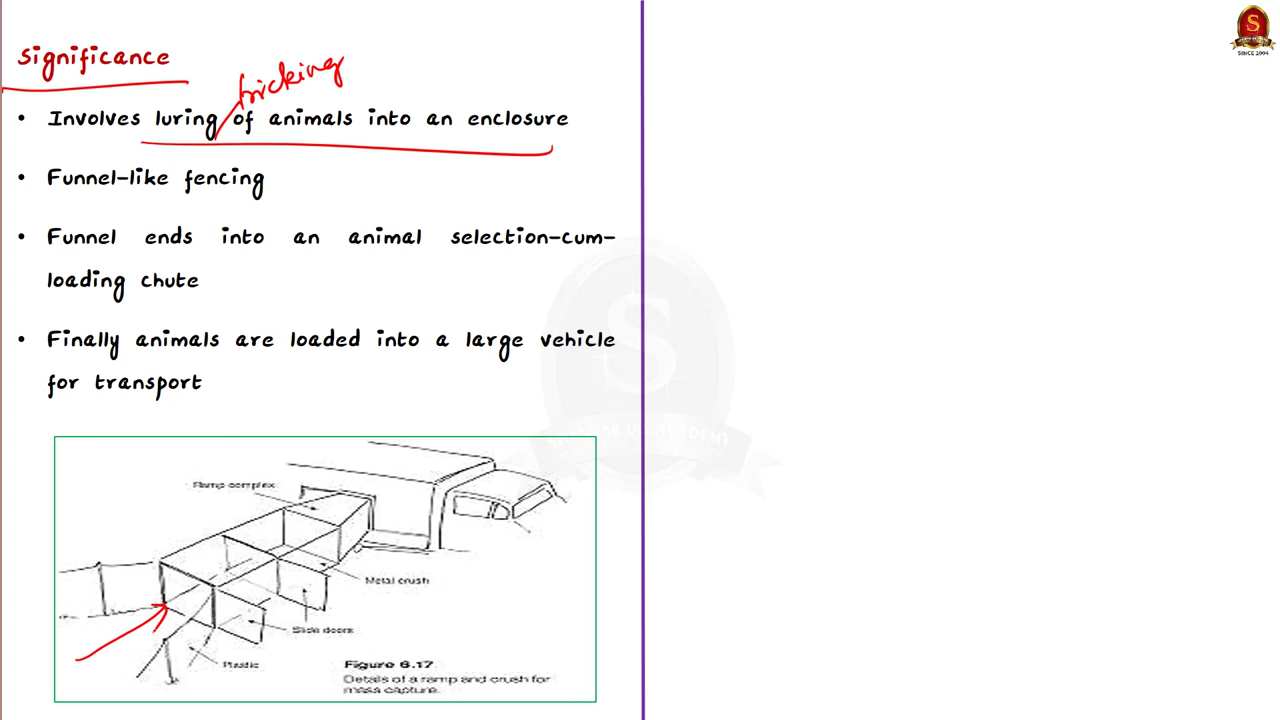 Significance
tricking
• Involves luring of animals into an enclosure
• Funnel-like fencing
• Funnel ends into an animal selection-cum-
loading chute
• Finally animals are loaded into a large vehicle
for transport
Ramp complex
Metal crush
Slide doors
Plastic
Figure 6.17
Details of a ramp and crush for
mass capture.
S
SINCE 2004